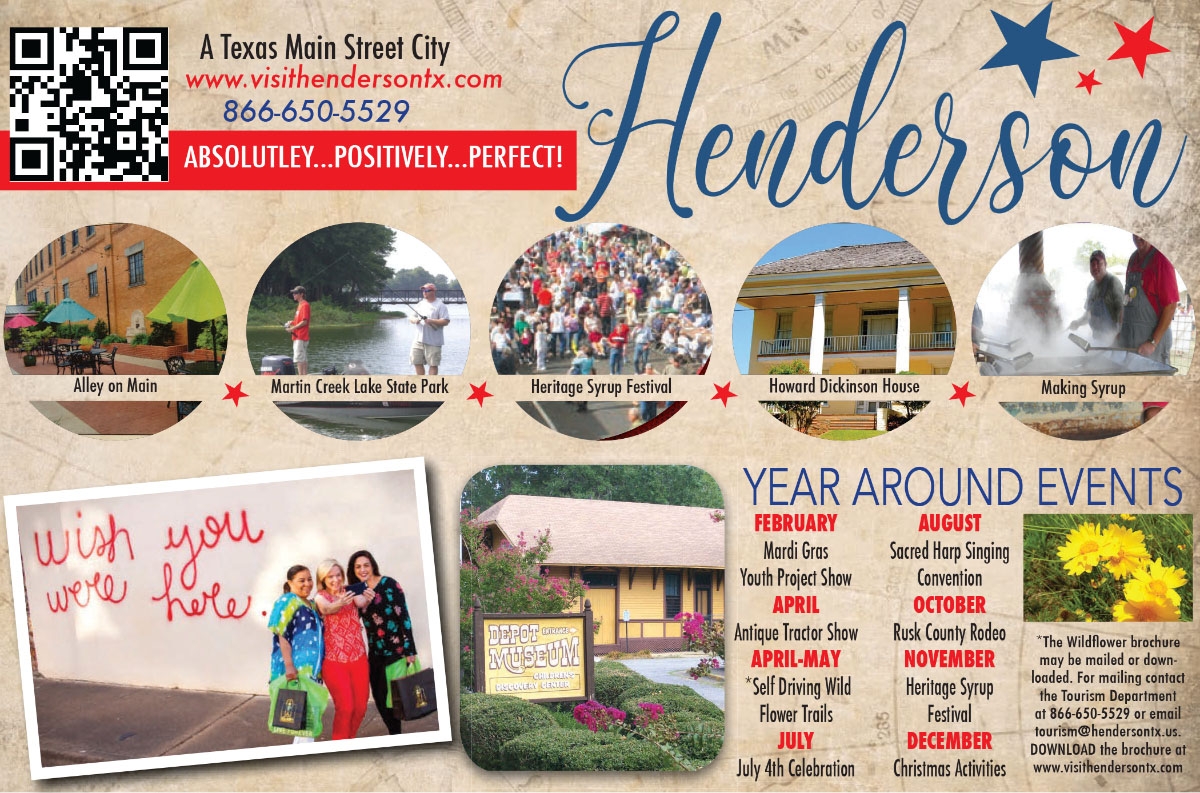 A Texas Main Street City
www.visithendersontx.com
866-650-5529
ABSOLUTLEY...POSITIVELY...PERFECT!
Henderson
NW
Alley on Main
Martin Creek Lake State Park
Heritage Syrup Festival
Howard Dickinson House
Making Syrup
wish you
were here.
DEPOT ENTRANCE
MUSEUM
CHILDREN'S
DISCOVERY CENTER
YEAR AROUND EVENTS
FEBRUARY
Mardi Gras
Youth Project Show
APRIL
Antique Tractor Show
APRIL-MAY
*Self Driving Wild
Flower Trails
JULY
July 4th Celebration
AUGUST
Sacred Harp Singing
Convention
OCTOBER
Rusk County Rodeo
NOVEMBER
Heritage Syrup
Festival
DECEMBER
Christmas Activities
*The Wildflower brochure
may be mailed or down-
loaded. For mailing contact
the Tourism Department
at 866-650-5529 or email
tourism@hendersontx.us.
DOWNLOAD the brochure at
www.visithendersontx.com